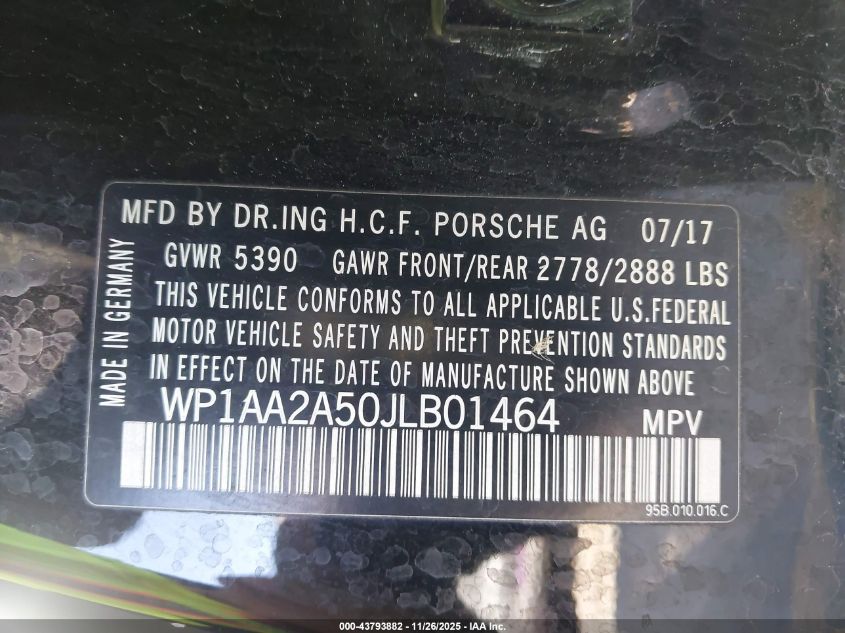 MFD BY DR.ING H.C.F. PORSCHE AG 07/17
GVWR 5390 GAWR FRONT/REAR 2778/2888 LBS
THIS VEHICLE CONFORMS TO ALL APPLICABLE U.S.FEDERAL
MOTOR VEHICLE SAFETY AND THEFT PREVENTION STANDARDS
IN EFFECT ON THE DATE OF MANUFACTURE SHOWN ABOVE
WP1AA2A50JLB01464 MPV
MADE IN GERMANY
95B.010.016.C
000-43793882 - 11/26/2025 - IAA Inc.